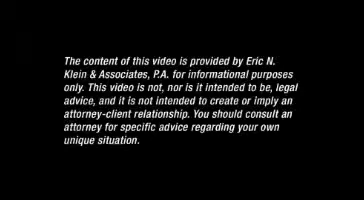 The content of this video is provided by Eric N.
Klein & Associates, P.A. for informational purposes
only. This video is not, nor is it intended to be, legal
advice, and it is not intended to create or imply an
attorney-client relationship. You should consult an
attorney for specific advice regarding your own
unique situation.